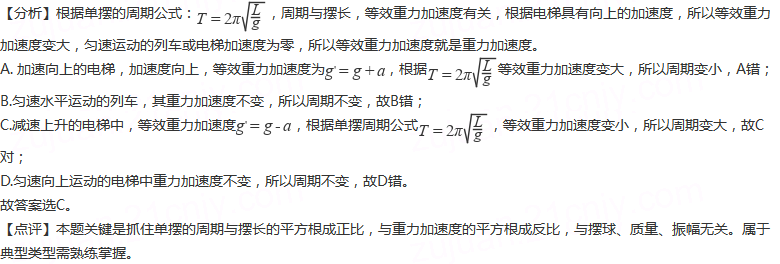 【分析】根据单摆的周期公式：T = 2π√(L/g) ，周期与摆长，等效重力加速度有关，根据电梯具有向上的加速度，所以等效重力
加速度变大，匀速运动的列车或电梯加速度为零，所以等效重力加速度就是重力加速度。
A. 加速向上的电梯，加速度向上，等效重力加速度为g' = g + a，根据T = 2π√(L/g) 等效重力加速度变大，所以周期变小，A错；
B.匀速水平运动的列车，其重力加速度不变，所以周期不变，故B错；
C.减速上升的电梯中，等效重力加速度g' = g - a，根据单摆周期公式T = 2π√(L/g) ，等效重力加速度变小，所以周期变大，故C
对；
D.匀速向上运动的电梯中重力加速度不变，所以周期不变，故D错。
故答案选C。
【点评】本题关键是抓住单摆的周期与摆长的平方根成正比，与重力加速度的平方根成反比，与摆球、质量、振幅无关。属于
典型类型需熟练掌握。